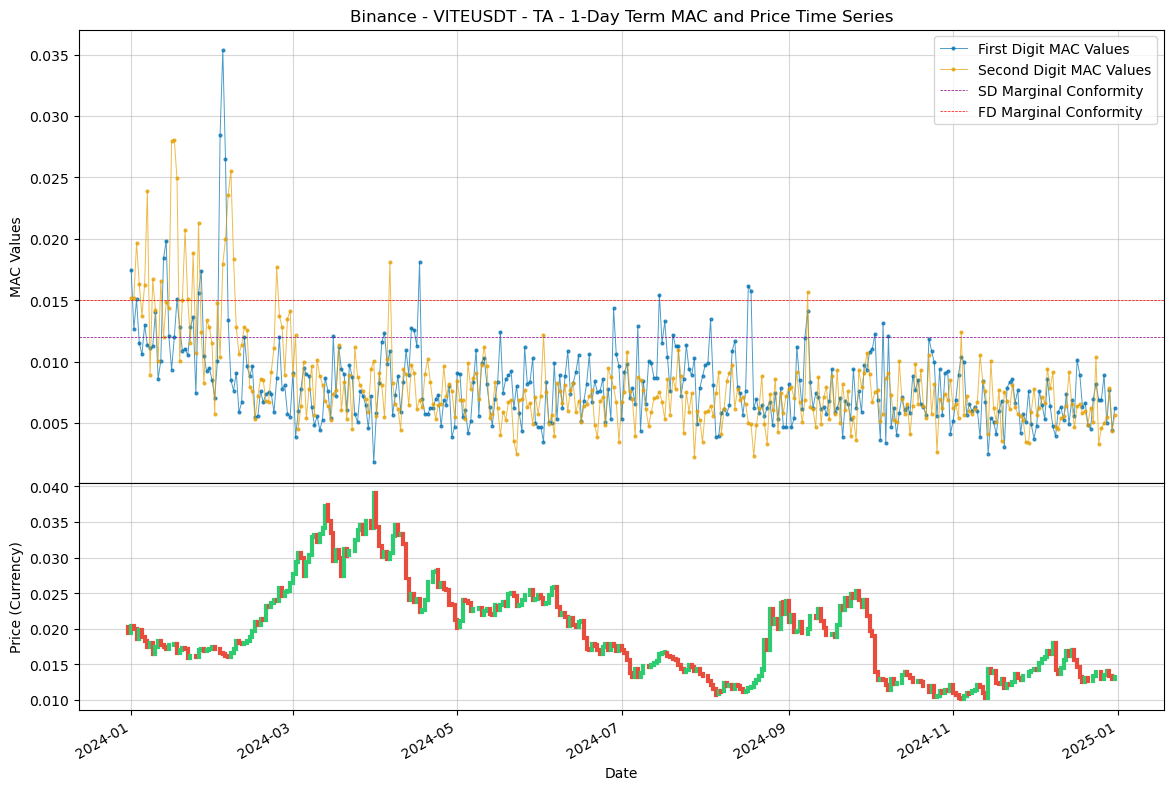 Binance - VITEUSDT - TA - 1-Day Term MAC and Price Time Series
First Digit MAC Values
Second Digit MAC Values
SD Marginal Conformity
FD Marginal Conformity
MAC Values
0.035
0.030
0.025
0.020
0.015
0.010
0.005
Price (Currency)
0.040
0.035
0.030
0.025
0.020
0.015
0.010
2024-01
2024-03
2024-05
2024-07
2024-09
2024-11
2025-01
Date